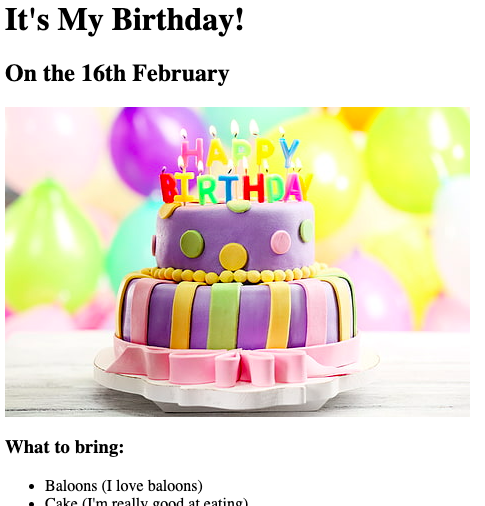 It's My Birthday!
On the 16th February
HAPPY
BIRTHDAY
What to bring:
Baloons (I love baloons)
Cake (I'm really good at eating)